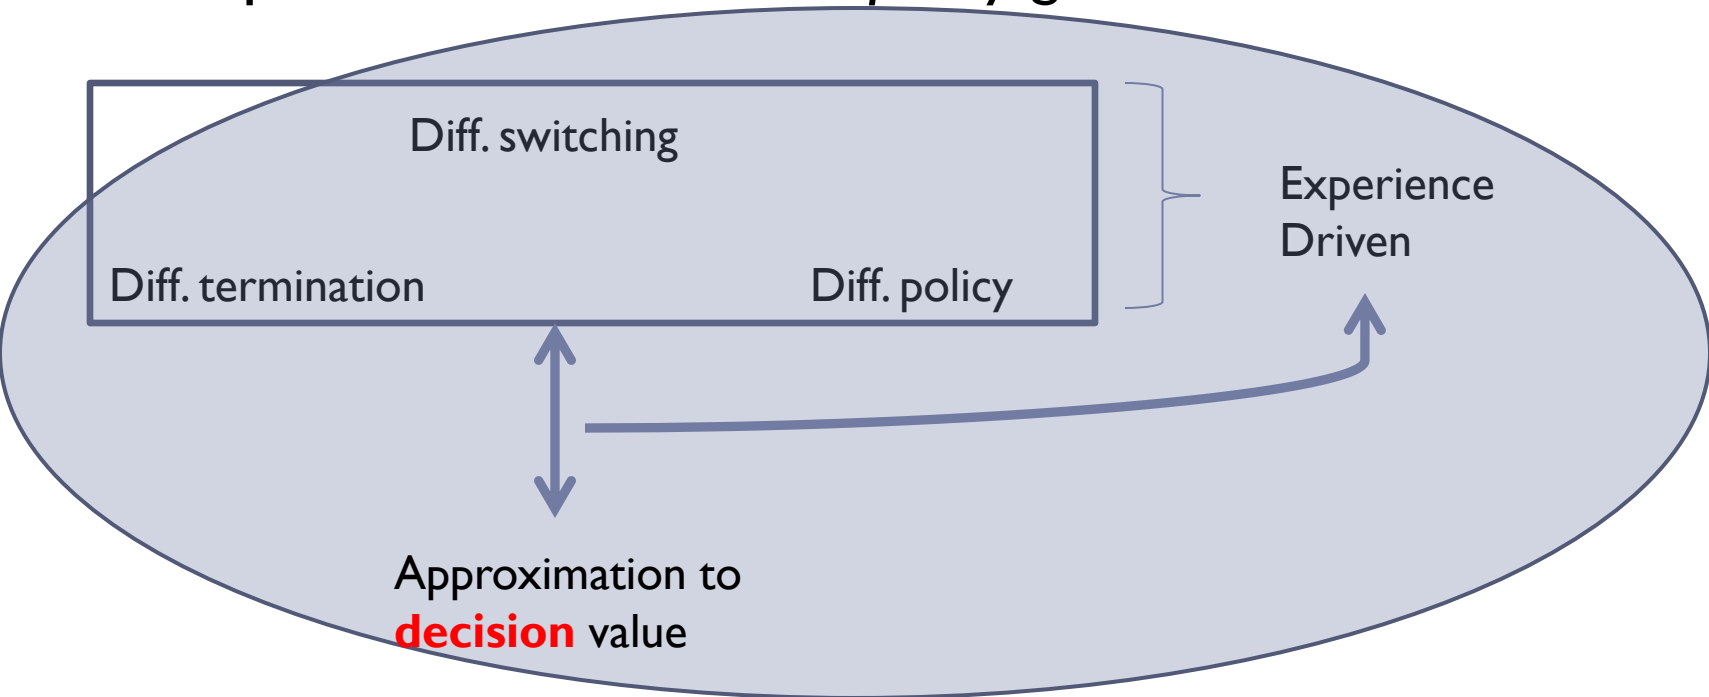 Diff. switching
Experience
Driven
Diff. termination
Diff. policy
Approximation to
decision value